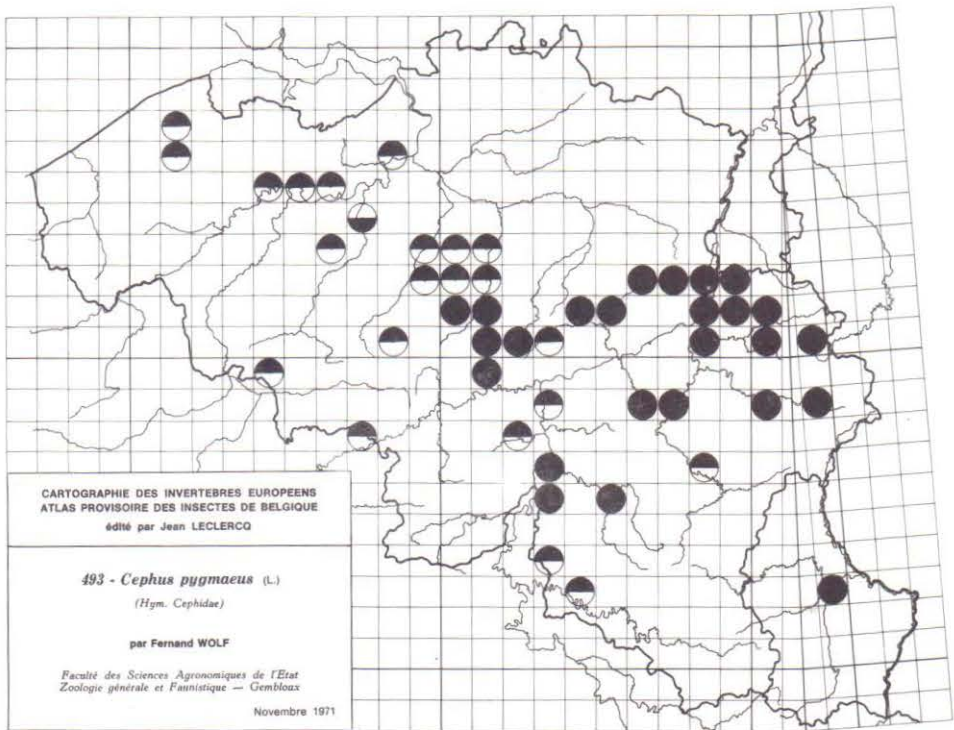 CARTOGRAPHIE DES INVERTEBRES EUROPEENS
ATLAS PROVISOIRE DES INSECTES DE BELGIQUE
édité par Jean LECLERCQ
493 - Cephus pygmaeus (L.)
(Hym. Cephidae)
par Fernand WOLF
Faculté des Sciences Agronomiques de l'Etat
Zoologie générale et Faunistique — Gembloux
Novembre 1971